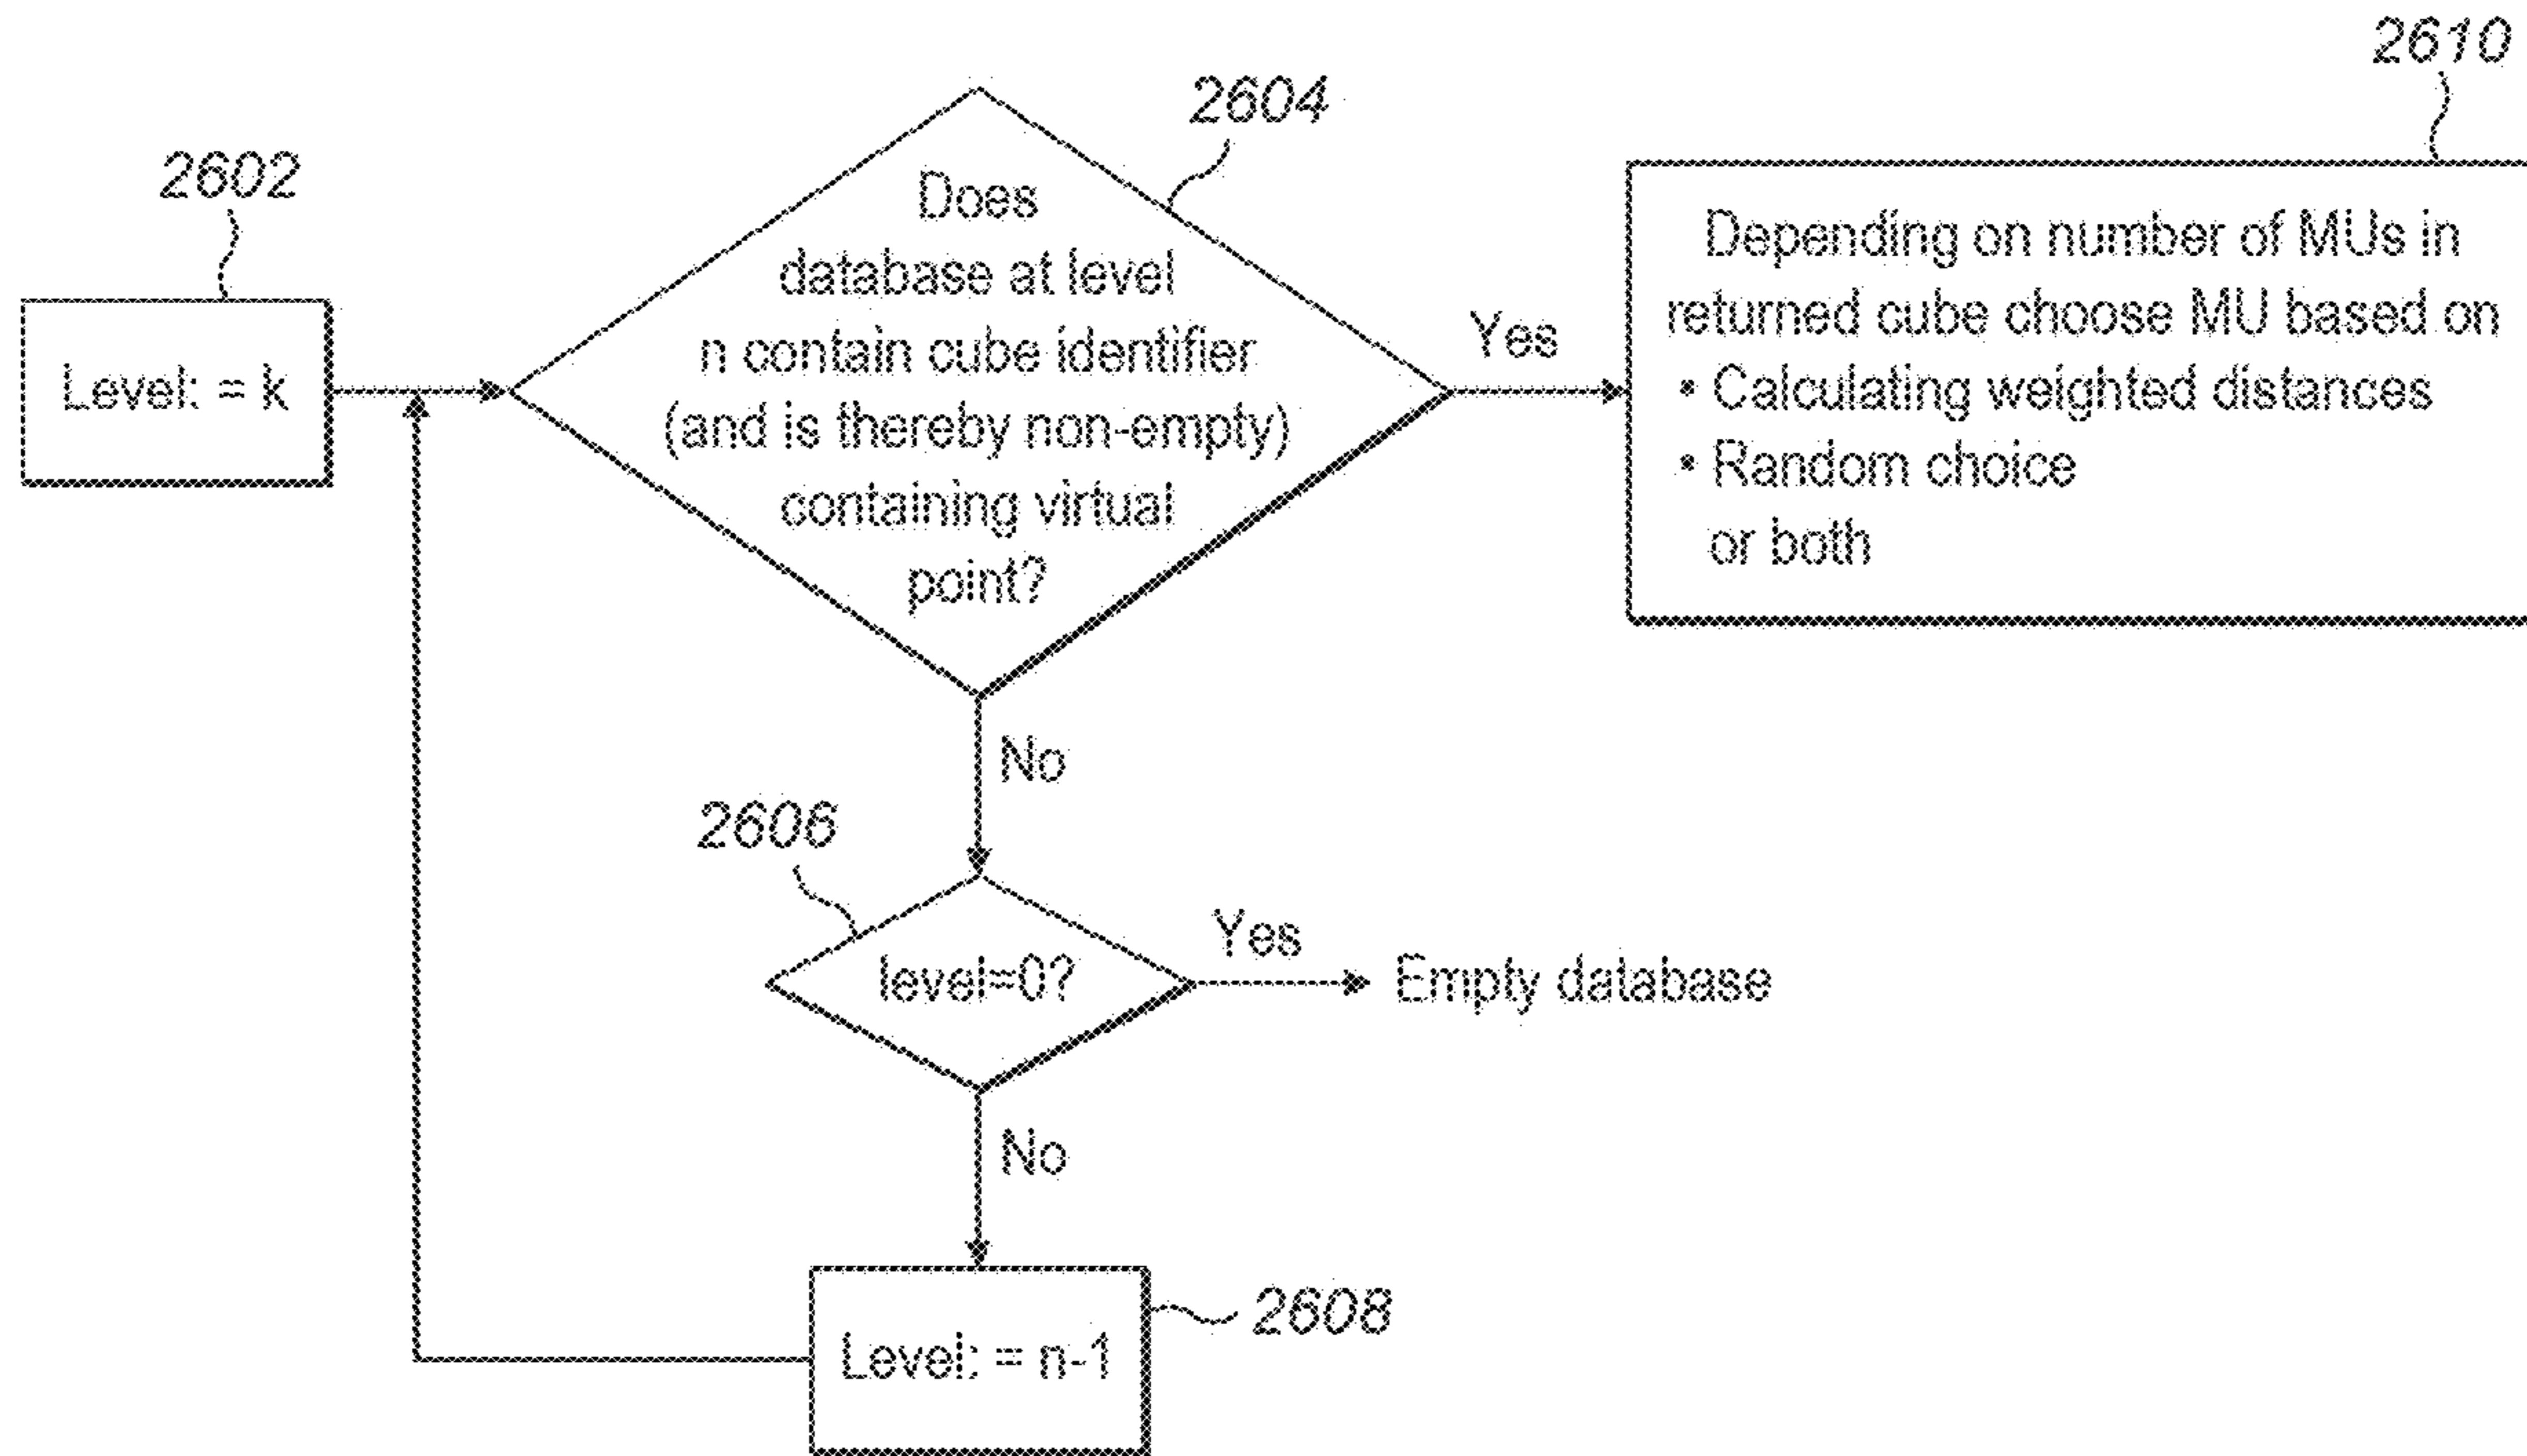 2610
2604
2602
Does
database at level
n contain cube identifier
(and is thereby non-empty)
containing virtual
point?
Level: = k
Yes
Depending on number of MUs in
returned cube choose MU based on
• Calculating weighted distances
• Random choice
or both
No
2606
level=0?
Yes
Empty database
No
2608
Level: = n-1